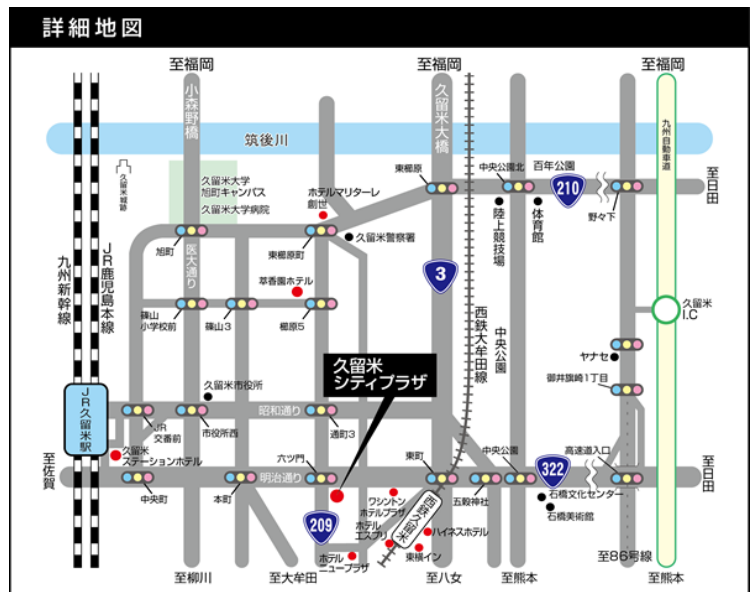 詳細地図
至福岡
至福岡
至福岡
小森野橋
久留米大橋
九州自動車道
筑後川
久留米城跡
久留米大学
旭町キャンパス
久留米大学病院
ホテルマリターレ
創世
東櫛原
中央公園北
百年公園
210
至日田
野々下
陸上競技場
体育館
旭町
医大通り
東櫛原町
久留米警察署
九州新幹線
JR鹿児島本線
萃香園ホテル
3
西鉄大牟田線
中央公園
久留米
I.C
篠山
小学校前
篠山3
櫛原5
ヤナセ
久留米
シティプラザ
御井旗崎1丁目
久留米市役所
JR久留米駅
昭和通り
JR
交番前
市役所西
通町3
久留米
ステーションホテル
六ツ門
東町
中央公園
322
高速道入口
至佐賀
明治通り
至日田
中央町
本町
ワシントン
ホテルプラザ
五穀神社
石橋文化センター
石橋美術館
209
西鉄久留米
ホテル
エスプリ
ハイネスホテル
ホテル
ニュープラザ
東横イン
至86号線
至柳川
至大牟田
至八女
至熊本
至熊本